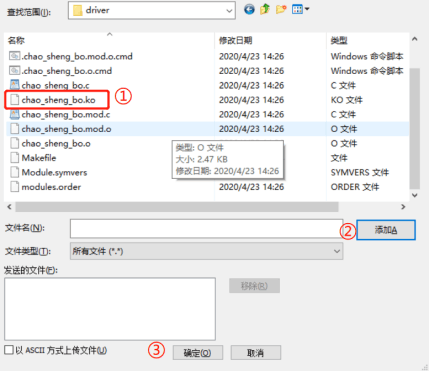 查找范围(I): driver
名称 修改日期 类型
.chao_sheng_bo.mod.o.cmd 2020/4/23 14:26 Windows 命令脚本
.chao_sheng_bo.o.cmd 2020/4/23 14:26 Windows 命令脚本
chao_sheng_bo.c 2020/4/23 14:26 C 文件
chao_sheng_bo.ko ① 2020/4/23 14:26 KO 文件
chao_sheng_bo.mod.c 2020/4/23 14:26 C 文件
chao_sheng_bo.mod.o 2020/4/23 14:26 O 文件
chao_sheng_bo.o 2020/4/23 14:26 O 文件
Makefile 文件
Module.symvers SYMVERS 文件
modules.order 2020/4/23 14:26 ORDER 文件
类型: O 文件
大小: 2.47 KB
修改日期: 2020/4/23 14:26
文件名(N): ② 添加A
文件类型(T): 所有文件 (*.*)
发送的文件(F):
移除(R)
以 ASCII 方式上传文件(U) ③ 确定(O) 取消